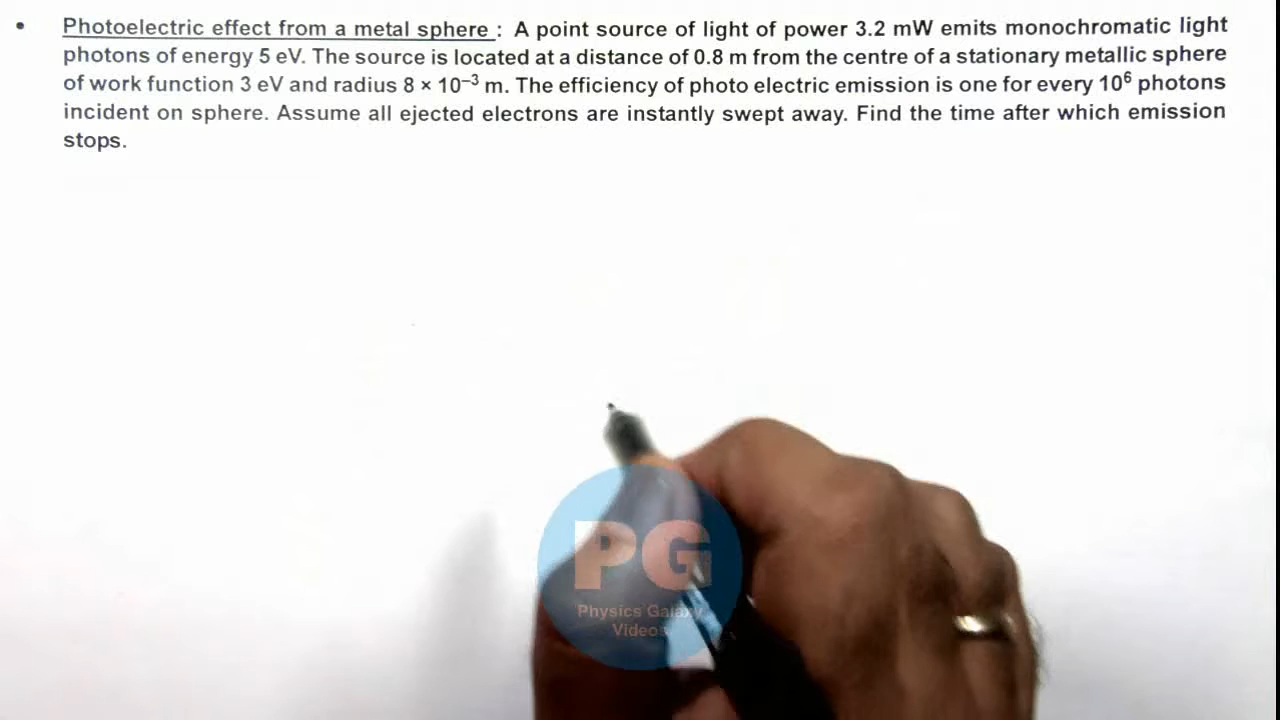 • Photoelectric effect from a metal sphere : A point source of light of power 3.2 mW emits monochromatic light
photons of energy 5 eV. The source is located at a distance of 0.8 m from the centre of a stationary metallic sphere
of work function 3 eV and radius 8 × 10⁻³ m. The efficiency of photo electric emission is one for every 10⁶ photons
incident on sphere. Assume all ejected electrons are instantly swept away. Find the time after which emission
stops.
PG
Physics Galaxy
Videos